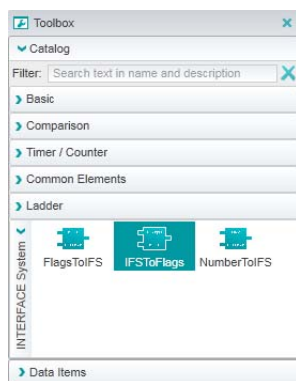 Toolbox
Catalog
Filter: Search text in name and description
Basic
Comparison
Timer / Counter
Common Elements
Ladder
INTERFACE System
FlagsToIFS IFSToFlags NumberToIFS
Data Items